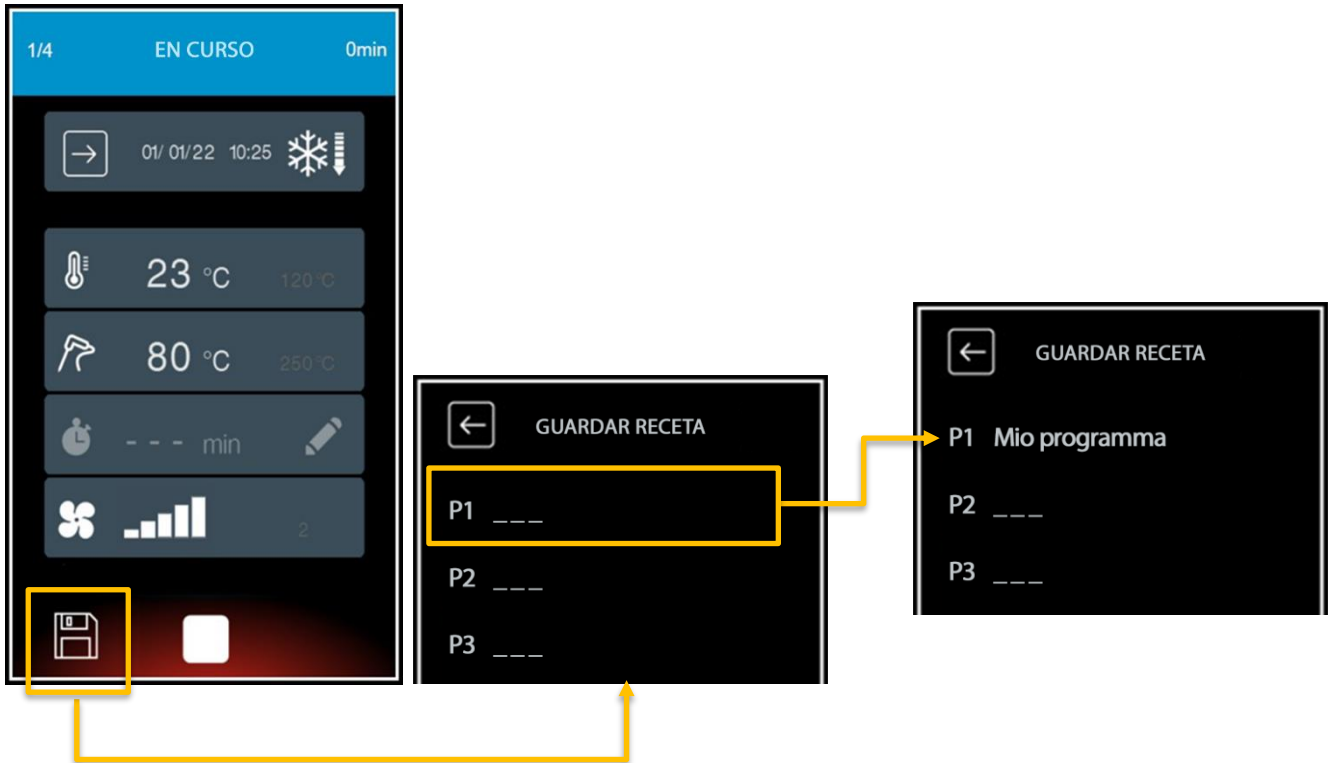 1/4 EN CURSO 0min
01/ 01/22 10:25
23 °C 120°C
80 °C 250°C
- - - min
2
GUARDAR RECETA
P1 _ _ _
P2 _ _ _
P3 _ _ _
GUARDAR RECETA
P1 Mio programma
P2 _ _ _
P3 _ _ _